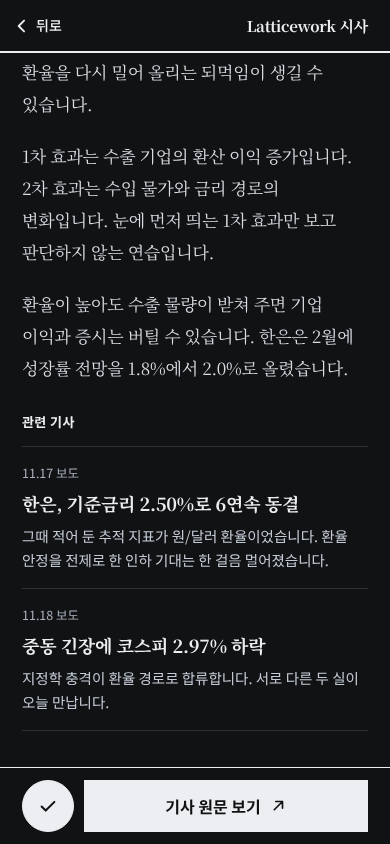 뒤로
Latticework 시사
환율을 다시 밀어 올리는 되먹임이 생길 수
있습니다.
1차 효과는 수출 기업의 환산 이익 증가입니다.
2차 효과는 수입 물가와 금리 경로의
변화입니다. 눈에 먼저 띄는 1차 효과만 보고
판단하지 않는 연습입니다.
환율이 높아도 수출 물량이 받쳐 주면 기업
이익과 증시는 버틸 수 있습니다. 한은은 2월에
성장률 전망을 1.8%에서 2.0%로 올렸습니다.
관련 기사
11.17 보도
한은, 기준금리 2.50%로 6연속 동결
그때 적어 둔 추적 지표가 원/달러 환율이었습니다. 환율
안정을 전제로 한 인하 기대는 한 걸음 멀어졌습니다.
11.18 보도
중동 긴장에 코스피 2.97% 하락
지정학 충격이 환율 경로로 합류합니다. 서로 다른 두 실이
오늘 만납니다.
기사 원문 보기